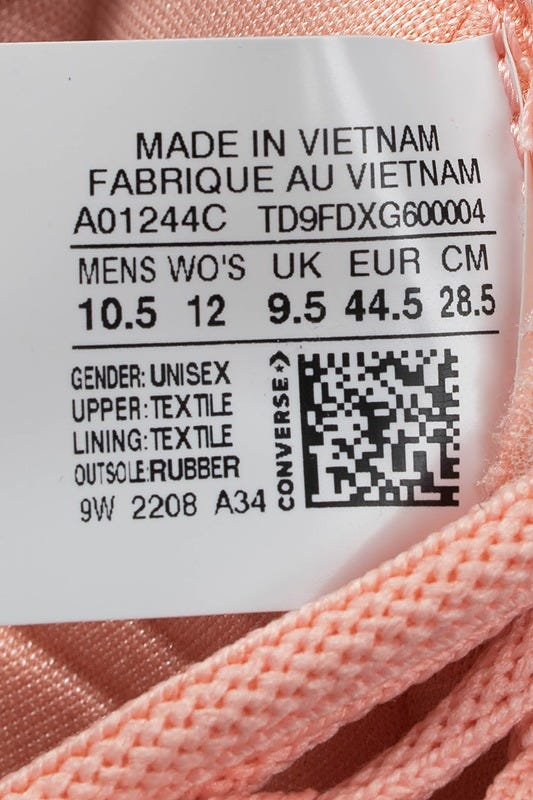 MADE IN VIETNAM
FABRIQUE AU VIETNAM
A01244C TD9FDXG600004
MENS WO'S UK EUR CM
10.5 12 9.5 44.5 28.5
GENDER: UNISEX
UPPER: TEXTILE
LINING: TEXTILE
OUTSOLE: RUBBER
9W 2208 A34
CONVERSE